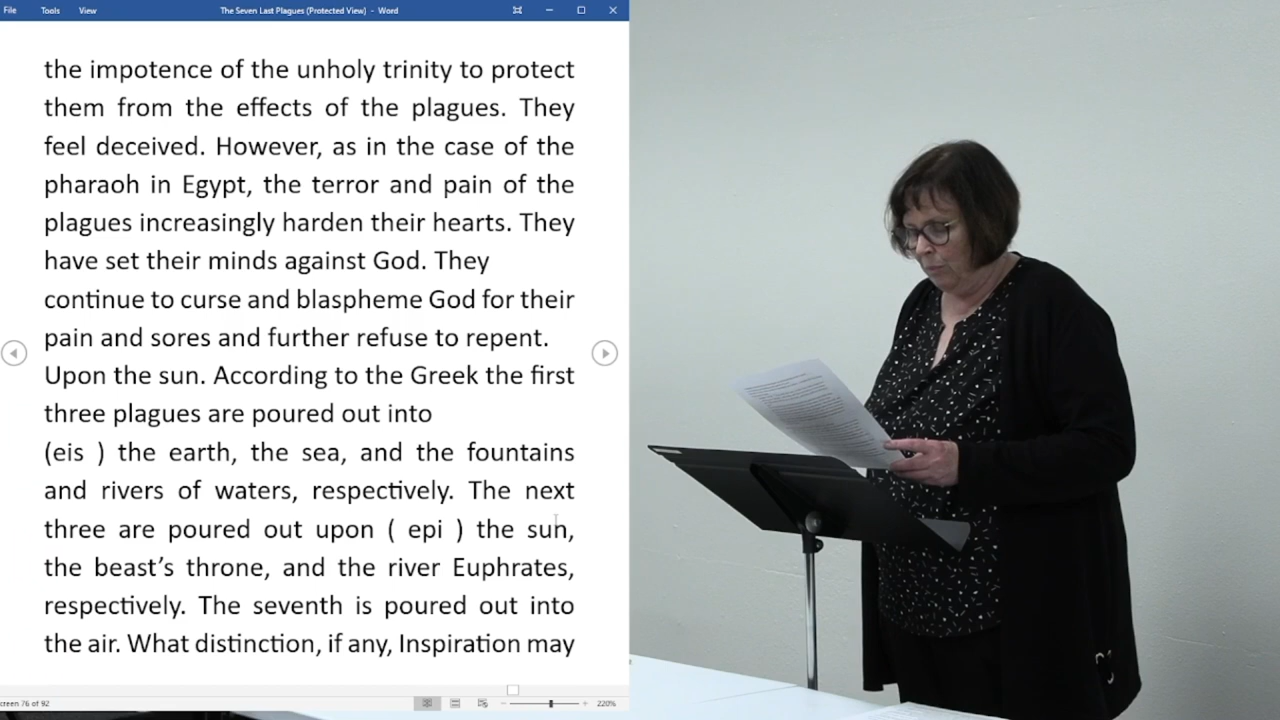 File Tools View The Seven Last Plagues (Protected View) - Word
the impotence of the unholy trinity to protect
them from the effects of the plagues. They
feel deceived. However, as in the case of the
pharaoh in Egypt, the terror and pain of the
plagues increasingly harden their hearts. They
have set their minds against God. They
continue to curse and blaspheme God for their
pain and sores and further refuse to repent.
Upon the sun. According to the Greek the first
three plagues are poured out into
(eis ) the earth, the sea, and the fountains
and rivers of waters, respectively. The next
three are poured out upon ( epi ) the sun,
the beast’s throne, and the river Euphrates,
respectively. The seventh is poured out into
the air. What distinction, if any, Inspiration may
creen 76 of 92 220%